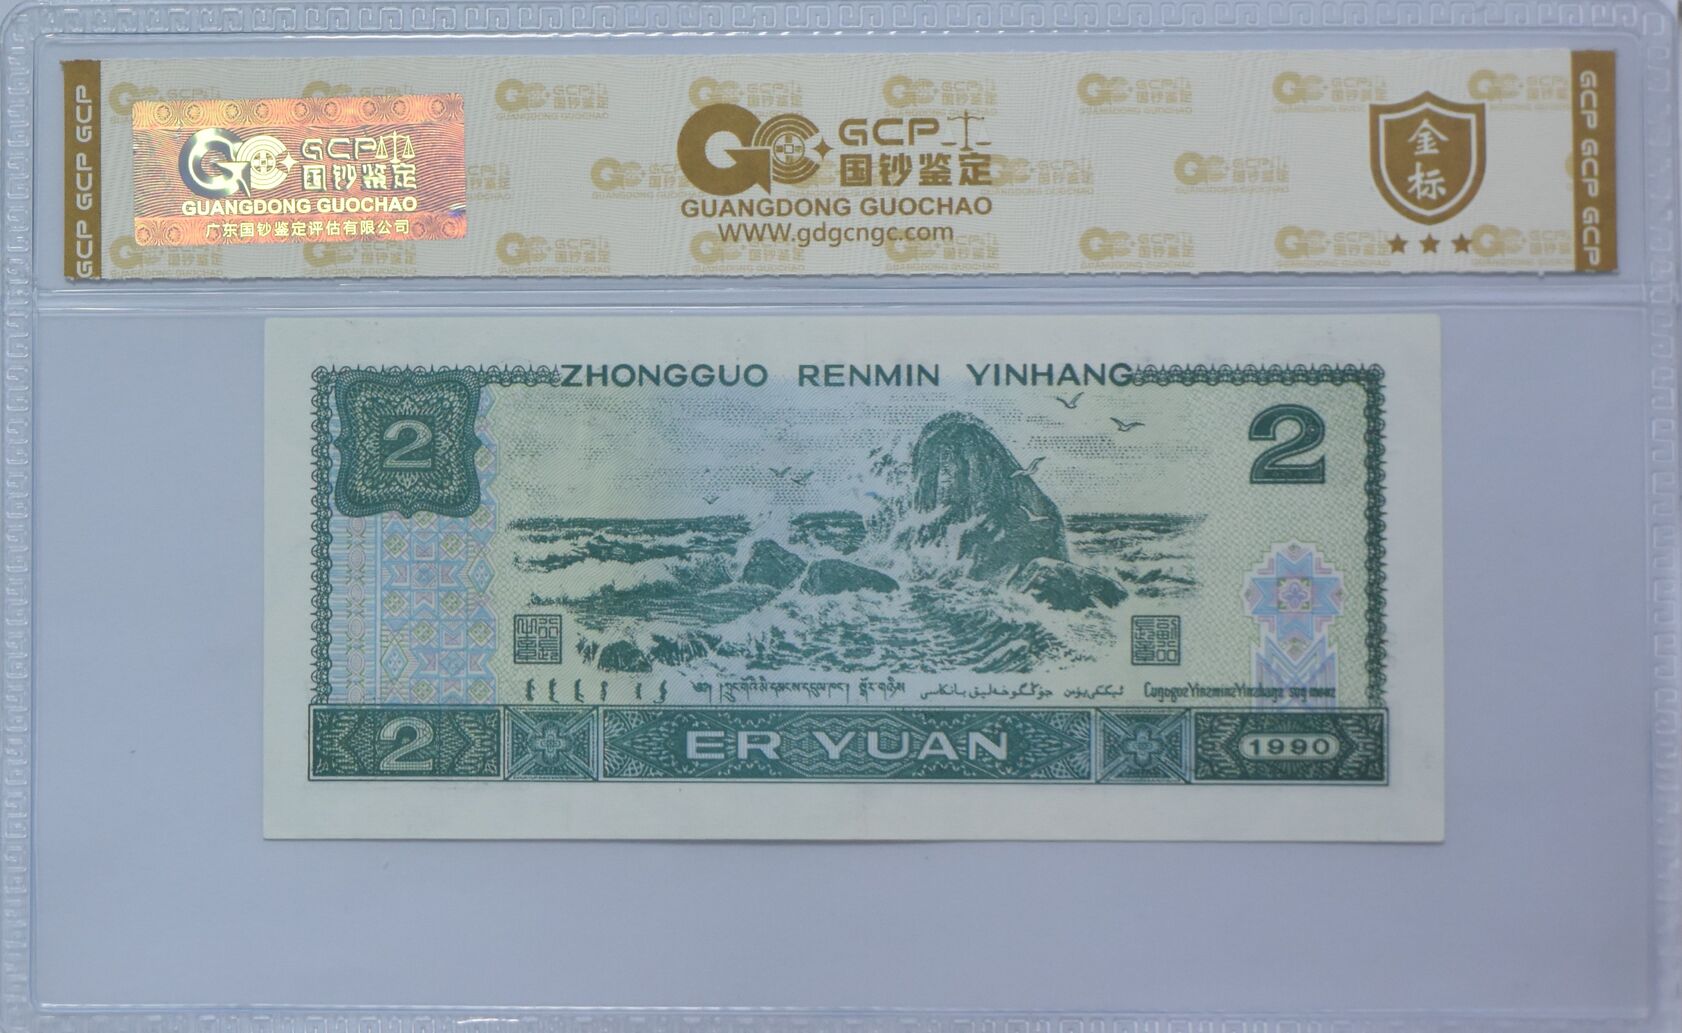 GCP GCP GCP
GCP 国钞鉴定
GUANGDONG GUOCHAO
广东国钞鉴定评估有限公司
GCP
国钞鉴定
GUANGDONG GUOCHAO
WWW.gdgcngc.com
金标
GCP GCP GCP
ZHONGGUO RENMIN YINHANG
2
2
2
ER YUAN
1990